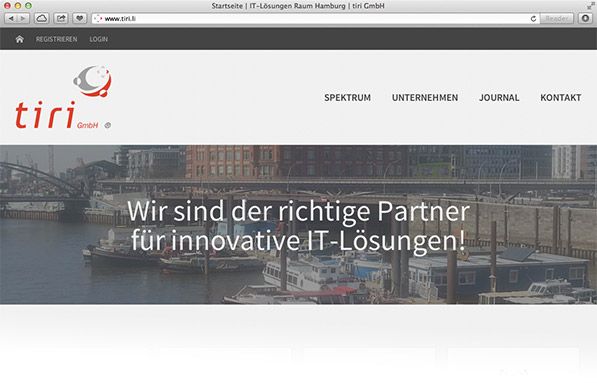 Startseite | IT-Lösungen Raum Hamburg | tiri GmbH
www.tiri.li
Reader
REGISTRIEREN LOGIN
tiri GmbH ®
SPEKTRUM UNTERNEHMEN JOURNAL KONTAKT
Wir sind der richtige Partner
für innovative IT-Lösungen!